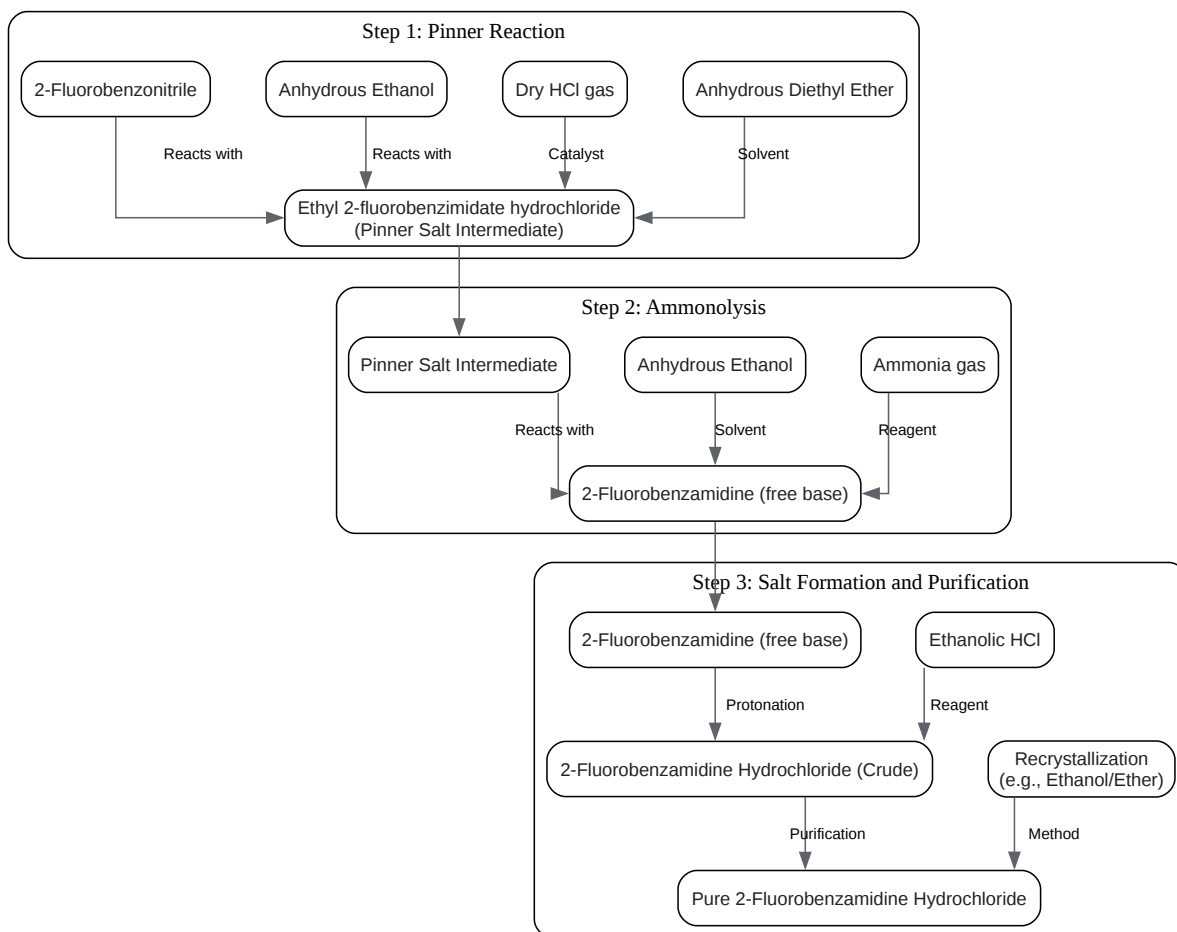 Step 1: Pinner Reaction
2-Fluorobenzonitrile
Anhydrous Ethanol
Dry HCl gas
Anhydrous Diethyl Ether
Reacts with
Reacts with
Catalyst
Solvent
Ethyl 2-fluorobenzimidate hydrochloride
(Pinner Salt Intermediate)
Step 2: Ammonolysis
Pinner Salt Intermediate
Anhydrous Ethanol
Ammonia gas
Reacts with
Solvent
Reagent
2-Fluorobenzamidine (free base)
Step 3: Salt Formation and Purification
2-Fluorobenzamidine (free base)
Ethanolic HCl
Protonation
Reagent
2-Fluorobenzamidine Hydrochloride (Crude)
Recrystallization
(e.g., Ethanol/Ether)
Purification
Method
Pure 2-Fluorobenzamidine Hydrochloride